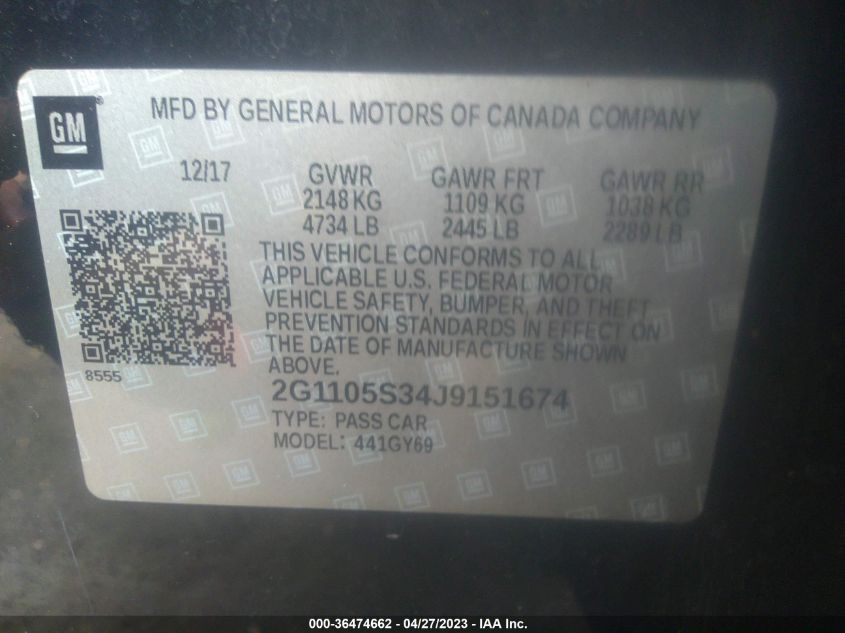 GM
MFD BY GENERAL MOTORS OF CANADA COMPANY
12/17 GVWR GAWR FRT GAWR RR
2148 KG 1109 KG 1038 KG
4734 LB 2445 LB 2289 LB
THIS VEHICLE CONFORMS TO ALL
APPLICABLE U.S. FEDERAL MOTOR
VEHICLE SAFETY, BUMPER, AND THEFT
PREVENTION STANDARDS IN EFFECT ON
THE DATE OF MANUFACTURE SHOWN
ABOVE.
8555
2G1105S34J9151674
TYPE: PASS CAR
MODEL: 441GY69
000-36474662 - 04/27/2023 - IAA Inc.